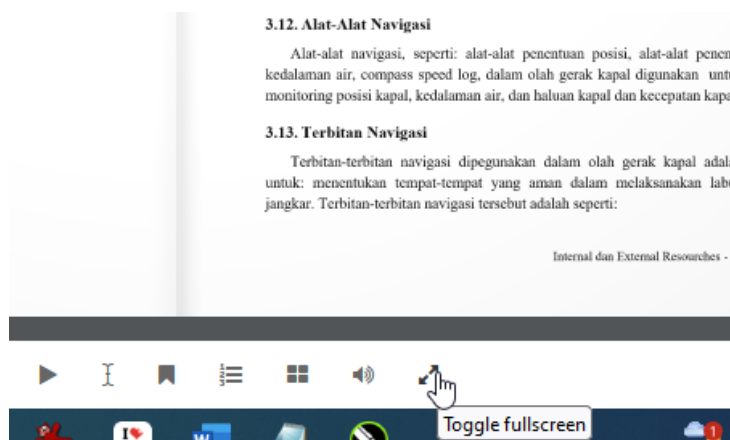 3.12. Alat-Alat Navigasi
Alat-alat navigasi, seperti: alat-alat penentuan posisi, alat-alat penen
kedalaman air, compass speed log, dalam olah gerak kapal digunakan untu
monitoring posisi kapal, kedalaman air, dan haluan kapal dan kecepatan kapa
3.13. Terbitan Navigasi
Terbitan-terbitan navigasi dipegunakan dalam olah gerak kapal adal
untuk: menentukan tempat-tempat yang aman dalam melaksanakan labu
jangkar. Terbitan-terbitan navigasi tersebut adalah seperti:
Internal dan External Resourches -
Toggle fullscreen
I
W
1